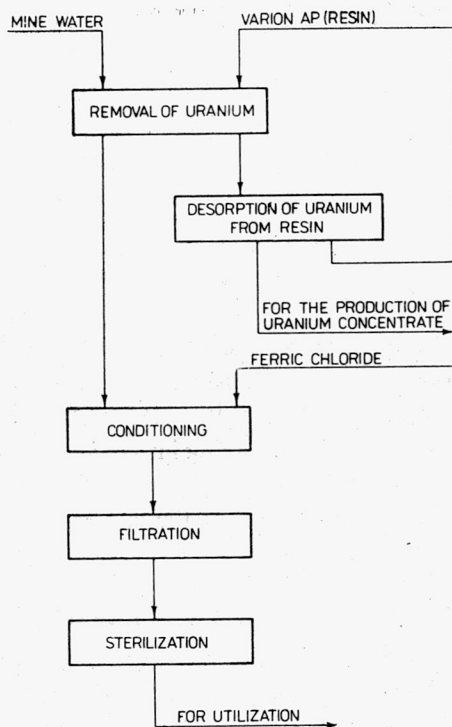 MINE WATER
VARION AP (RESIN)
REMOVAL OF URANIUM
DESORPTION OF URANIUM
FROM RESIN
FOR THE PRODUCTION OF
URANIUM CONCENTRATE
FERRIC CHLORIDE
CONDITIONING
FILTRATION
STERILIZATION
FOR UTILIZATION